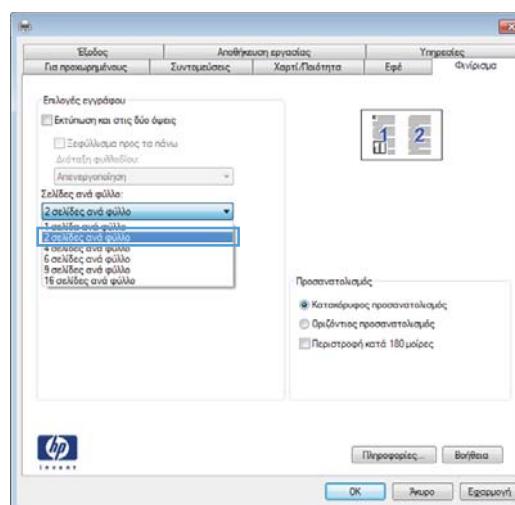 Έξοδος Αποθήκευση εργασίας Υπηρεσίες
Για προχωρημένους Συντομεύσεις Χαρτί/Ποιότητα Εφέ Φινίρισμα
Επιλογές εγγράφου
Εκτύπωση και στις δύο όψεις
Ξεφύλλισμα προς τα πάνω
Διάταξη φυλλαδίου:
Απενεργοποίηση
Σελίδες ανά φύλλο:
2 σελίδες ανά φύλλο
1 σελίδα ανά φύλλο
2 σελίδες ανά φύλλο
4 σελίδες ανά φύλλο
6 σελίδες ανά φύλλο
9 σελίδες ανά φύλλο
16 σελίδες ανά φύλλο
1 2
Προσανατολισμός
Κατακόρυφος προσανατολισμός
Οριζόντιος προσανατολισμός
Περιστροφή κατά 180 μοίρες
hp
invent
Πληροφορίες... Βοήθεια
OK Άκυρο Εφαρμογή